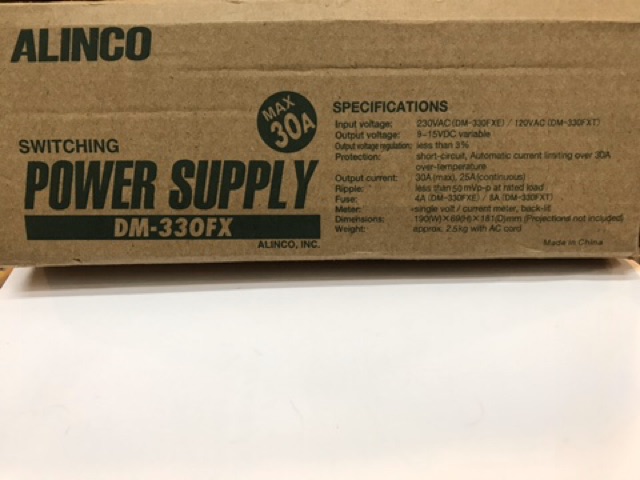 ALINCO
MAX
30A
SWITCHING
POWER SUPPLY
DM-330FX
ALINCO, INC.
SPECIFICATIONS
Input voltage: 230VAC (DM-330FXE) / 120VAC (DM-330FXT)
Output voltage: 9~15VDC variable
Output voltage regulation: less than 3%
Protection: short-circuit, Automatic current limiting over 30A
over-temperature
Output current: 30A (max), 25A (continuous)
Ripple: less than 50mVp-p at rated load
Fuse: 4A (DM-330FXE) / 8A (DM-330FXT)
Meter: single volt / current meter, back-lit
Dimensions: 190(W)×69(H)×181(D)mm (Projections not included)
Weight: approx. 2.5kg with AC cord
Made in China